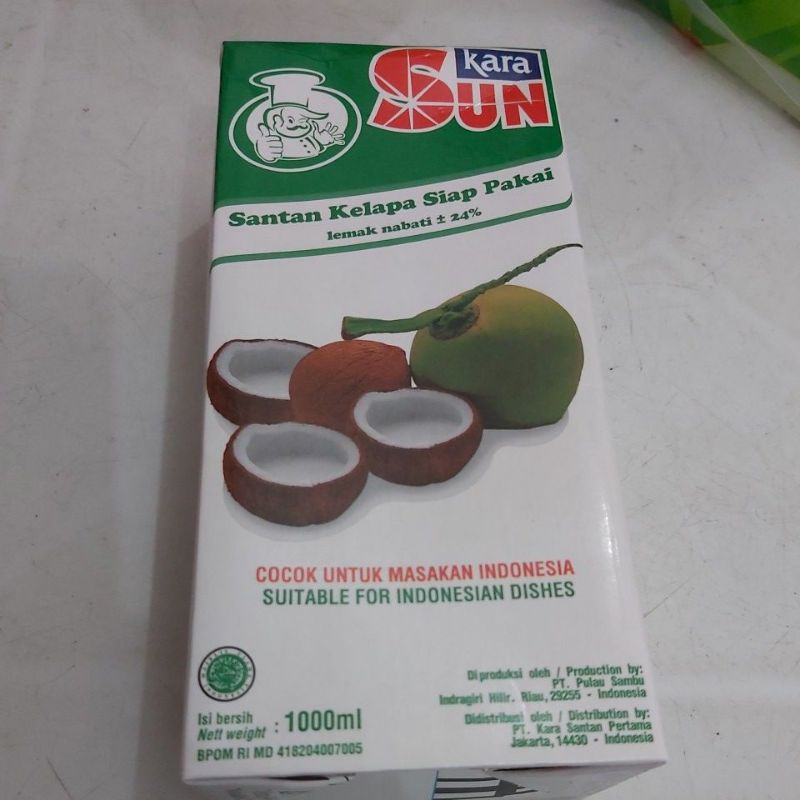 kara
SUN
Santan Kelapa Siap Pakai
lemak nabati ± 24%
COCOK UNTUK MASAKAN INDONESIA
SUITABLE FOR INDONESIAN DISHES
Isi bersih
Nett weight : 1000ml
BPOM RI MD 418204007005
Diproduksi oleh / Production by:
PT. Pulau Sambu
Indragiri Hilir. Riau, 29255 - Indonesia
Didistribusi oleh / Distribution by:
PT. Kara Santan Pertama
Jakarta, 14430 - Indonesia